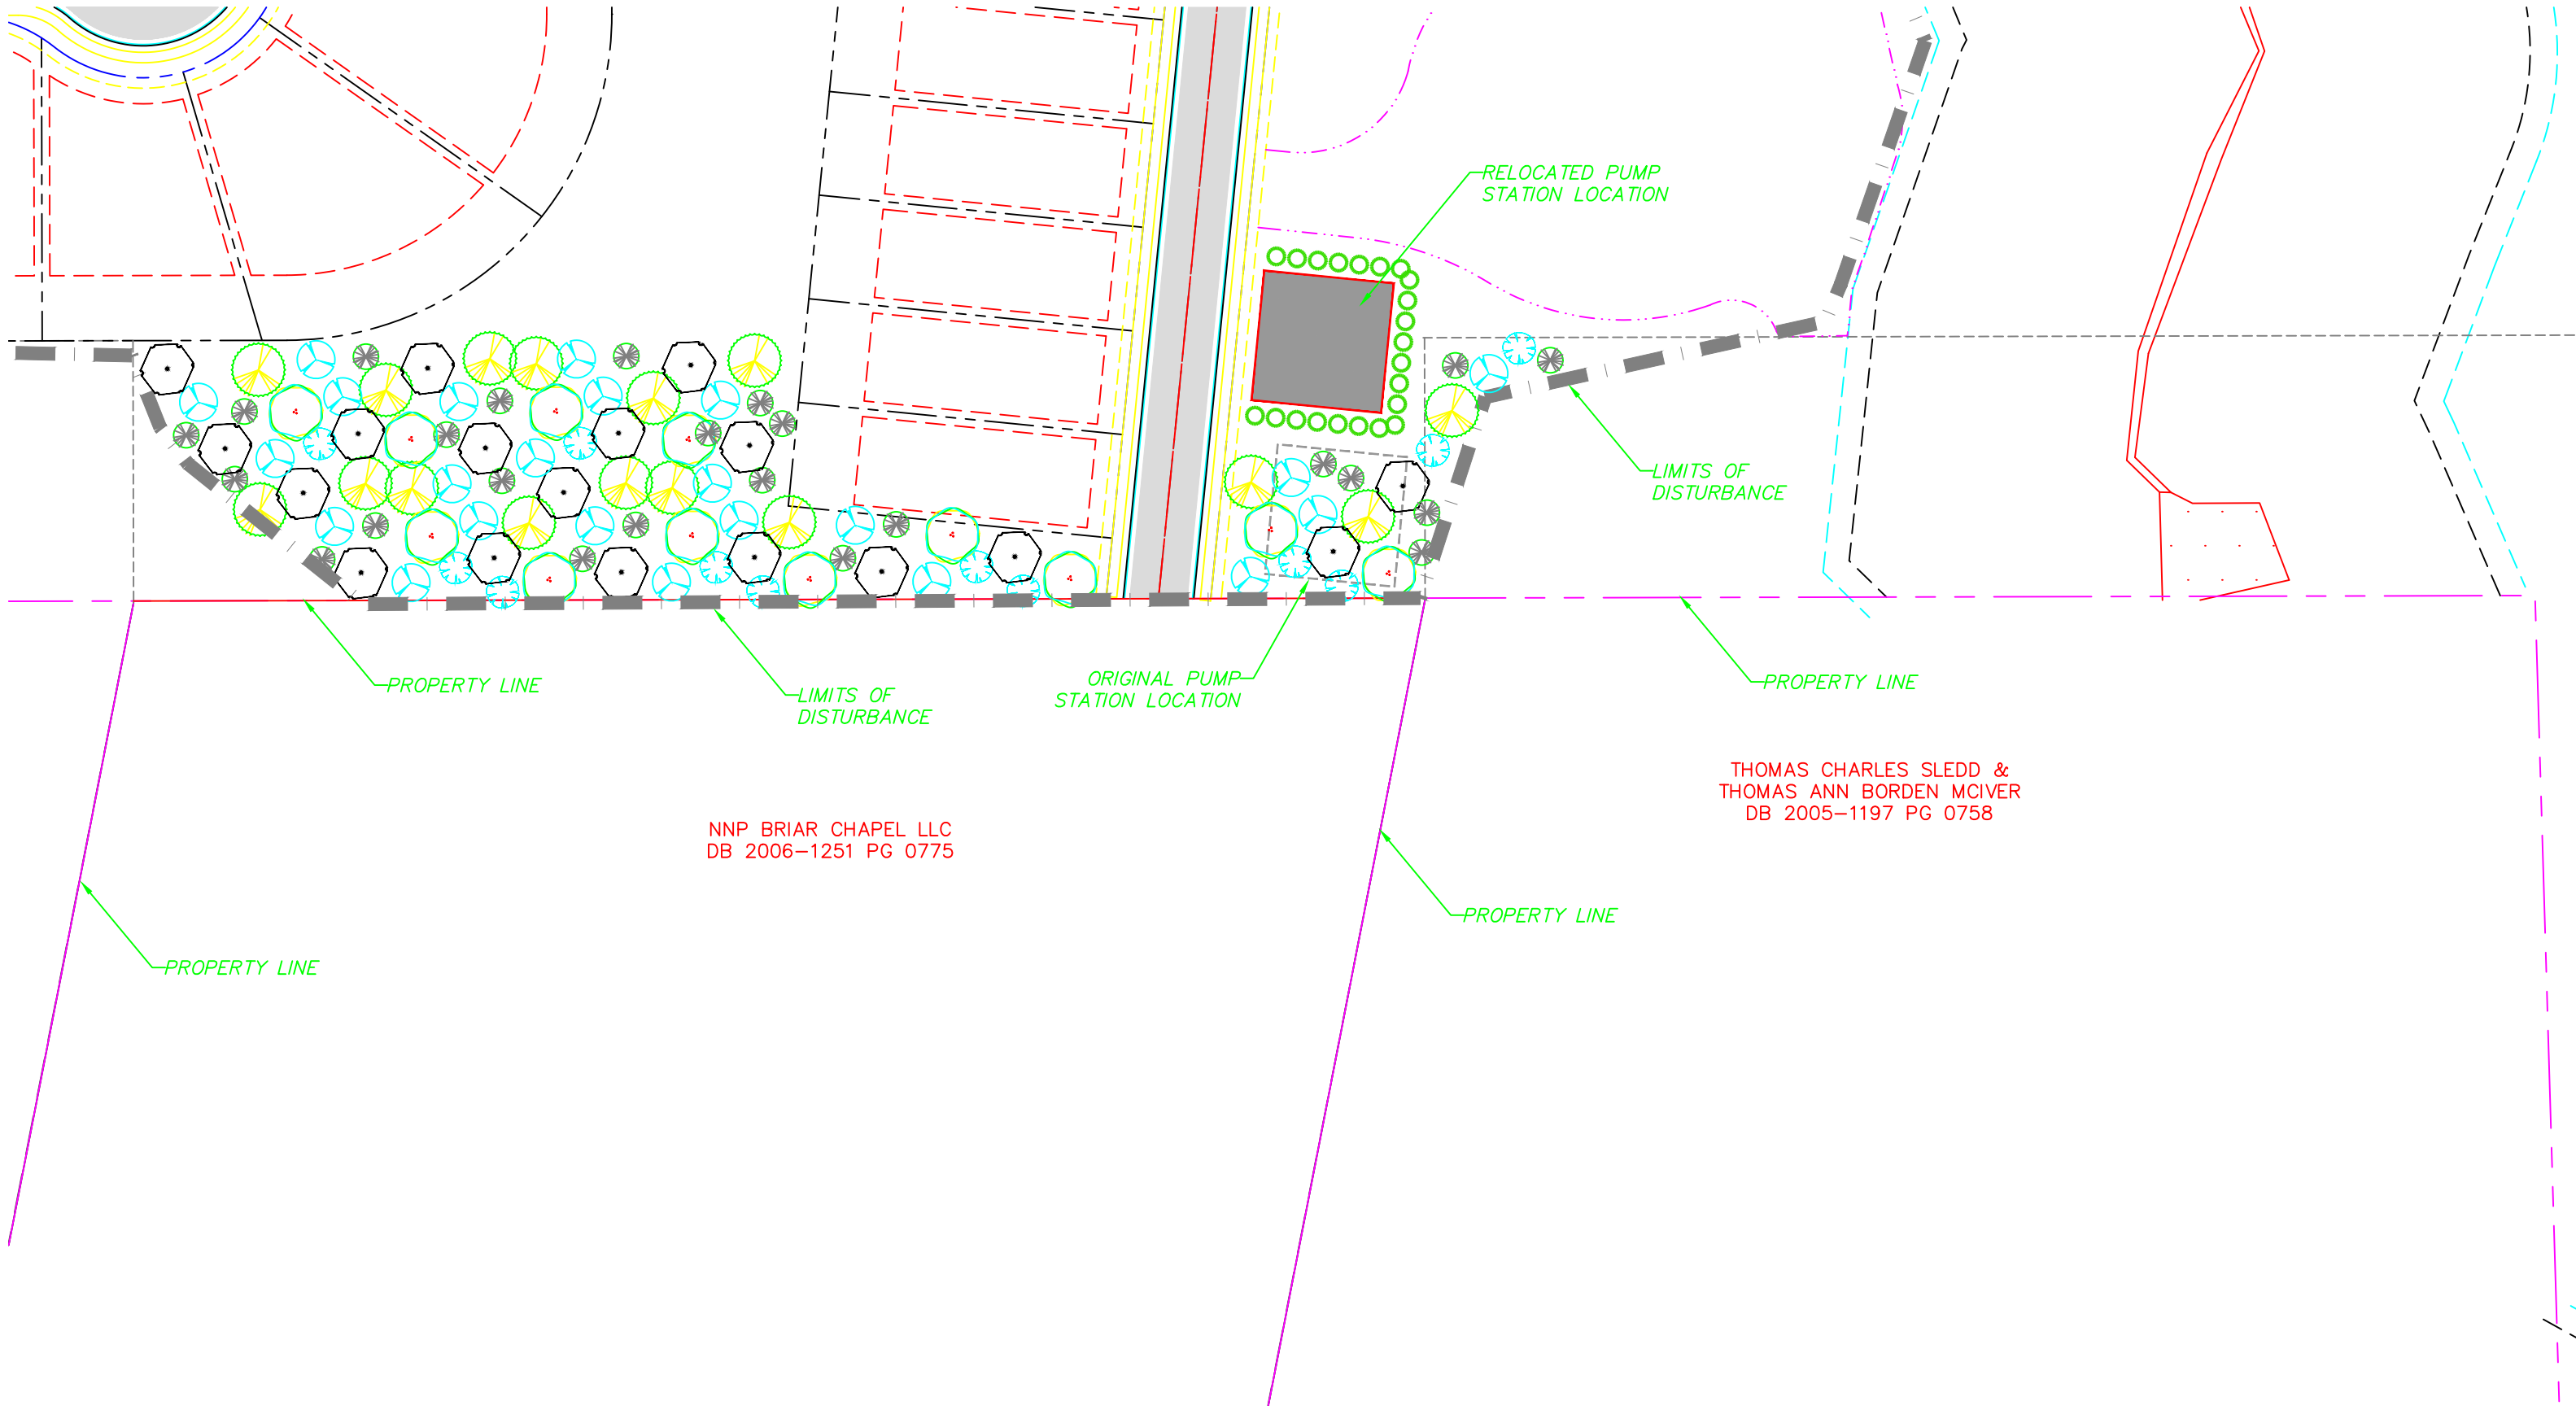 RELOCATED PUMP
STATION LOCATION
LIMITS OF
DISTURBANCE
PROPERTY LINE
LIMITS OF
DISTURBANCE
ORIGINAL PUMP
STATION LOCATION
PROPERTY LINE
THOMAS CHARLES SLEDD &
THOMAS ANN BORDEN MCIVER
DB 2005-1197 PG 0758
NNP BRIAR CHAPEL LLC
DB 2006-1251 PG 0775
PROPERTY LINE
PROPERTY LINE